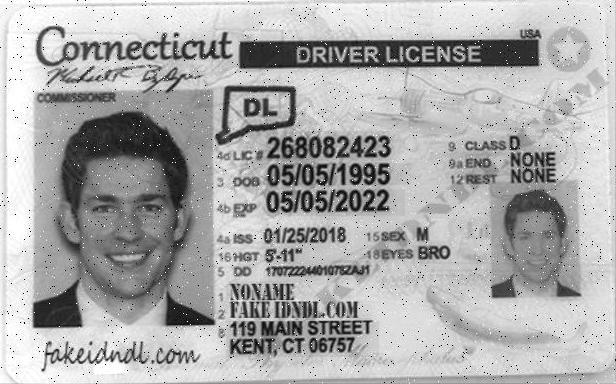 Connecticut
USA
DRIVER LICENSE
COMMISSIONER
DL
4d LIC # 268082423
9 CLASS D
3 DOB 05/05/1995
9a END NONE
4b EXP 05/05/2022
12 REST NONE
4a ISS 01/25/2018
15 SEX M
16 HGT 5'-11"
18 EYES BRO
5 DD 17072224401075ZAJ1
1 NONAME
2 FAKE IDNDL.COM
8 119 MAIN STREET
KENT, CT 06757
fakeidndl.com